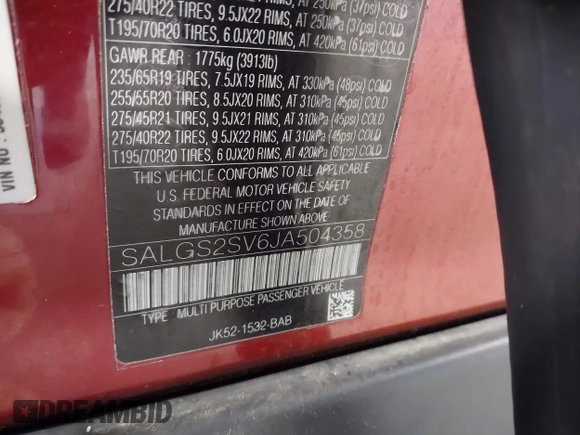 275/40R22 TIRES, 9.5JX22 RIMS, AT 250kPa (37psi) COLD
T195/70R20 TIRES, 6.0JX20 RIMS, AT 420kPa (61psi) COLD
GAWR REAR : 1775kg (3913lb)
235/65R19 TIRES, 7.5JX19 RIMS, AT 330kPa (48psi) COLD
255/55R20 TIRES, 8.5JX20 RIMS, AT 310kPa (45psi) COLD
275/45R21 TIRES, 9.5JX21 RIMS, AT 310kPa (45psi) COLD
275/40R22 TIRES, 9.5JX22 RIMS, AT 310kPa (45psi) COLD
T195/70R20 TIRES, 6.0JX20 RIMS, AT 420kPa (61psi) COLD
THIS VEHICLE CONFORMS TO ALL APPLICABLE
U.S. FEDERAL MOTOR VEHICLE SAFETY
STANDARDS IN EFFECT ON THE DATE OF
MANUFACTURE SHOWN ABOVE.
SALGS2SV6JA504358
TYPE: MULTI PURPOSE PASSENGER VEHICLE
JK52-1532-BAB
VIN NO :
DREAMBID